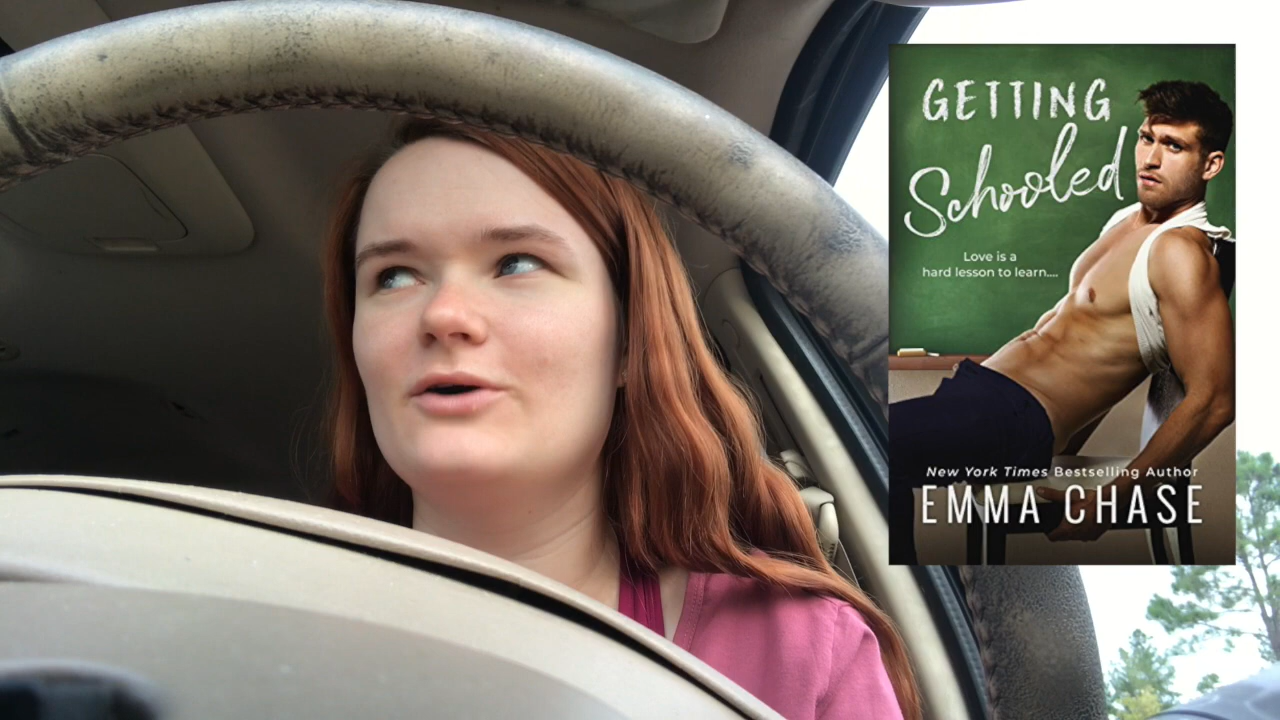 GETTING
Schooled
Love is a
hard lesson to learn....
New York Times Bestselling Author
EMMA CHASE